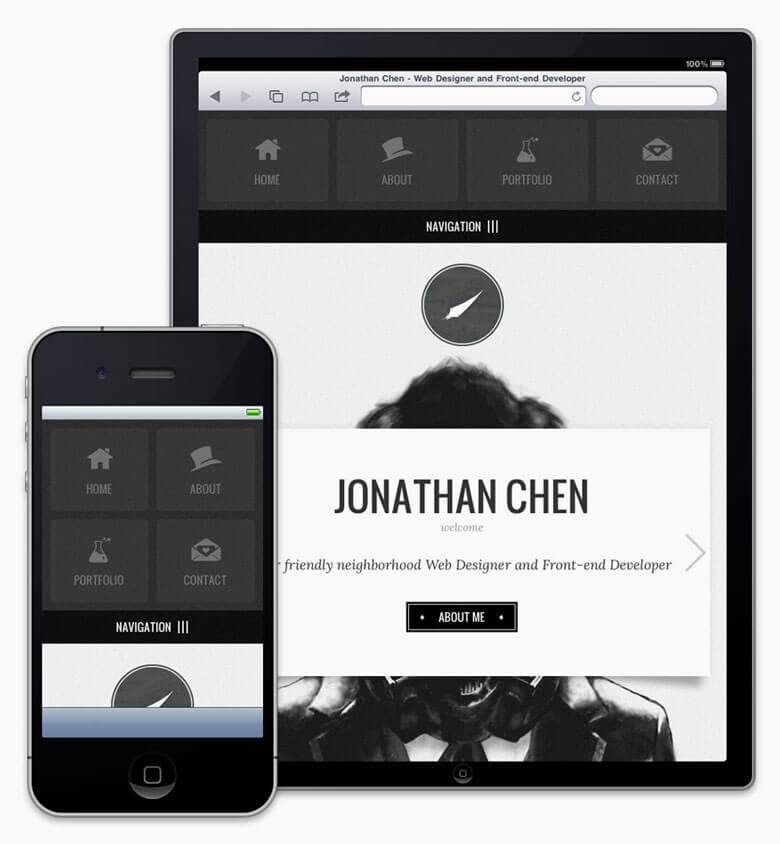 100%
Jonathan Chen - Web Designer and Front-end Developer
HOME ABOUT PORTFOLIO CONTACT
NAVIGATION
JONATHAN CHEN
welcome
friendly neighborhood Web Designer and Front-end Developer
ABOUT ME
HOME ABOUT
PORTFOLIO CONTACT
NAVIGATION